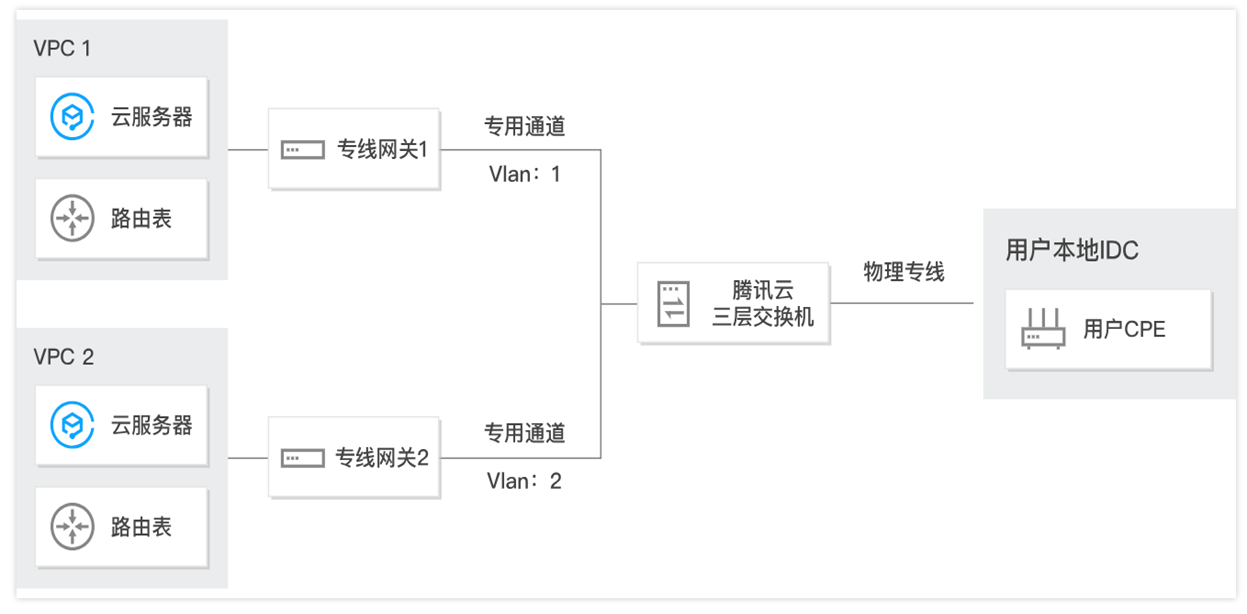 VPC 1
云服务器
路由表
专线网关1
专用通道
Vlan：1
VPC 2
云服务器
路由表
专线网关2
专用通道
Vlan：2
腾讯云
三层交换机
物理专线
用户本地IDC
用户CPE